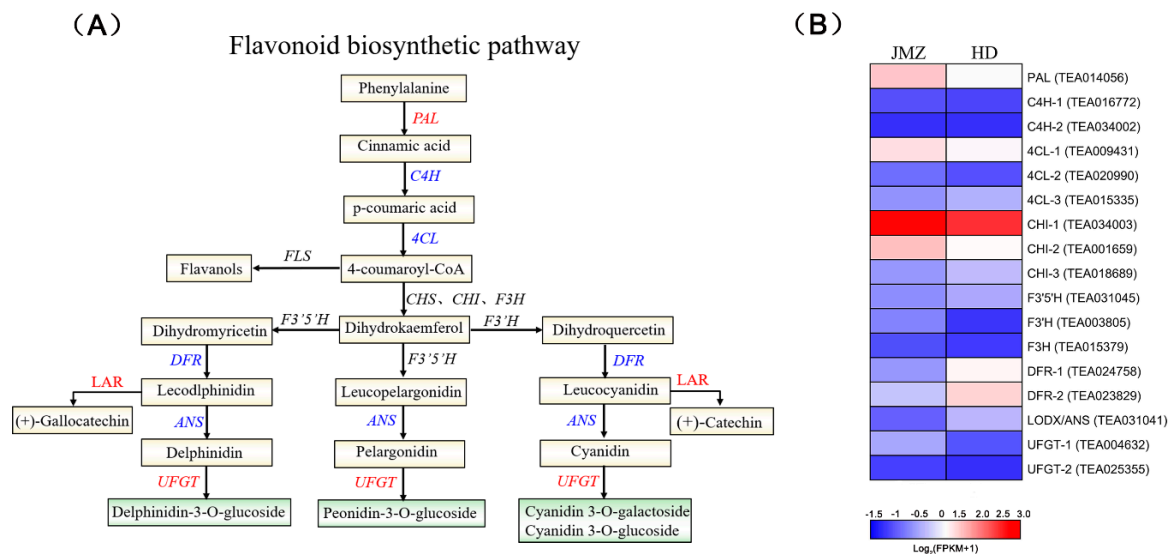 （A）
Flavonoid biosynthetic pathway
Phenylalanine
PAL
Cinnamic acid
C4H
p-coumaric acid
4CL
Flavanols
FLS
4-coumaroyl-CoA
CHS、CHI、F3H
Dihydromyricetin
F3’5’H
Dihydrokaemferol
F3’H
Dihydroquercetin
DFR
F3’5’H
DFR
LAR
Lecodlphinidin
Leucopelargonidin
Leucocyanidin
LAR
(+)-Gallocatechin
ANS
ANS
ANS
(+)-Catechin
Delphinidin
Pelargonidin
Cyanidin
UFGT
UFGT
UFGT
Delphinidin-3-O-glucoside
Peonidin-3-O-glucoside
Cyanidin 3-O-galactoside
Cyanidin 3-O-glucoside
（B）
JMZ HD
PAL (TEA014056)
C4H-1 (TEA016772)
C4H-2 (TEA034002)
4CL-1 (TEA009431)
4CL-2 (TEA020990)
4CL-3 (TEA015335)
CHI-1 (TEA034003)
CHI-2 (TEA001659)
CHI-3 (TEA018689)
F3'5'H (TEA031045)
F3'H (TEA003805)
F3H (TEA015379)
DFR-1 (TEA024758)
DFR-2 (TEA023829)
LODX/ANS (TEA031041)
UFGT-1 (TEA004632)
UFGT-2 (TEA025355)
-1.5 -1 -0.5 0 1.5 2.5 3.0
Log2(FPKM+1)